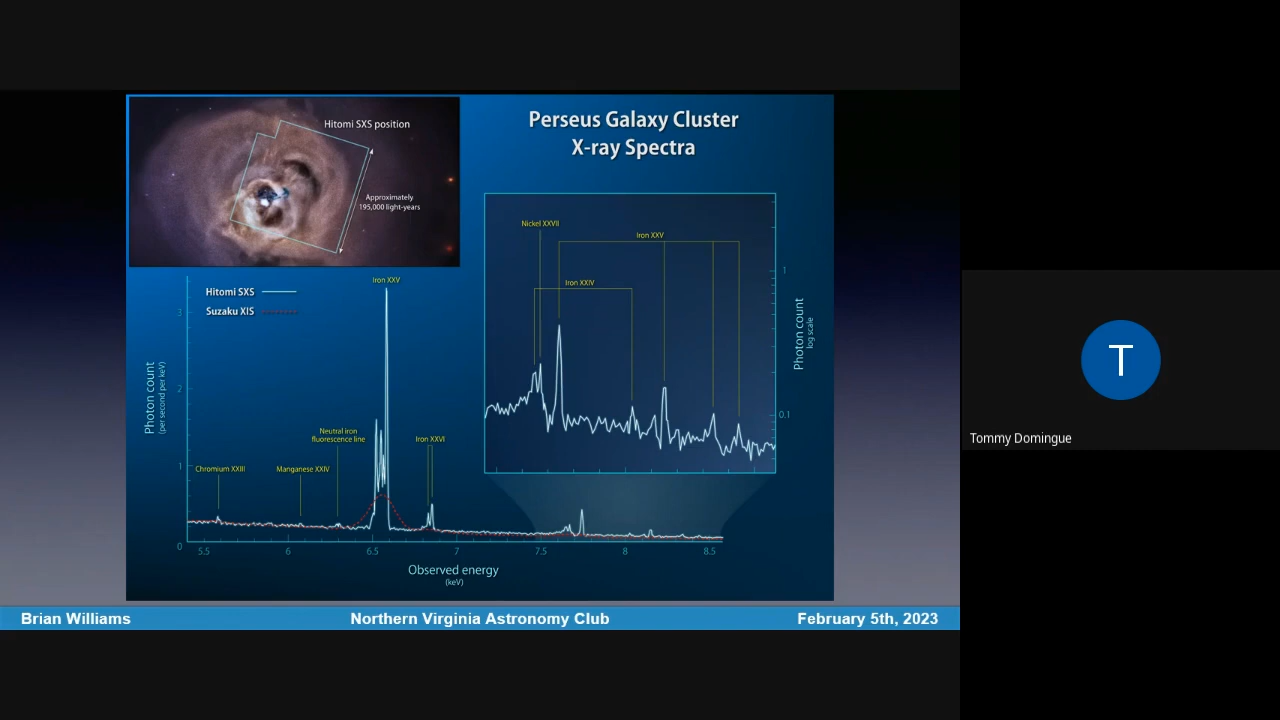 Hitomi SXS position
Approximately
195,000 light-years
Perseus Galaxy Cluster
X-ray Spectra
Hitomi SXS
Suzaku XIS
Iron XXV
Photon count
(per second per keV)
3
2
1
0
Chromium XXIII
Manganese XXIV
Neutral iron
fluorescence line
Iron XXVI
5.5
6
6.5
7
7.5
8
8.5
Observed energy
(keV)
Nickel XXVII
Iron XXV
Iron XXIV
1
0.1
Photon count
log scale
Brian Williams
Northern Virginia Astronomy Club
February 5th, 2023
T
Tommy Domingue